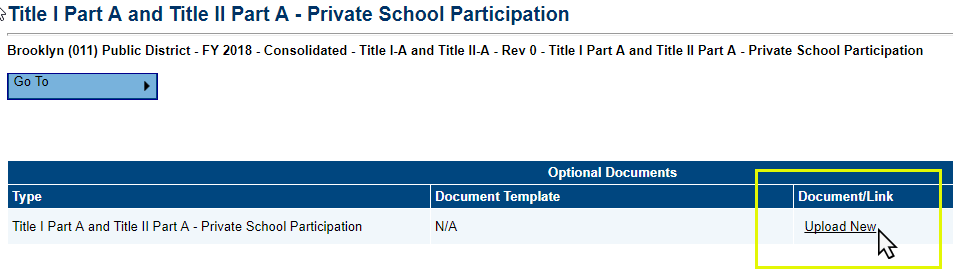 Title I Part A and Title II Part A - Private School Participation
Brooklyn (011) Public District - FY 2018 - Consolidated - Title I-A and Title II-A - Rev 0 - Title I Part A and Title II Part A - Private School Participation
Go To
Optional Documents
Type Document Template Document/Link
Title I Part A and Title II Part A - Private School Participation N/A Upload New